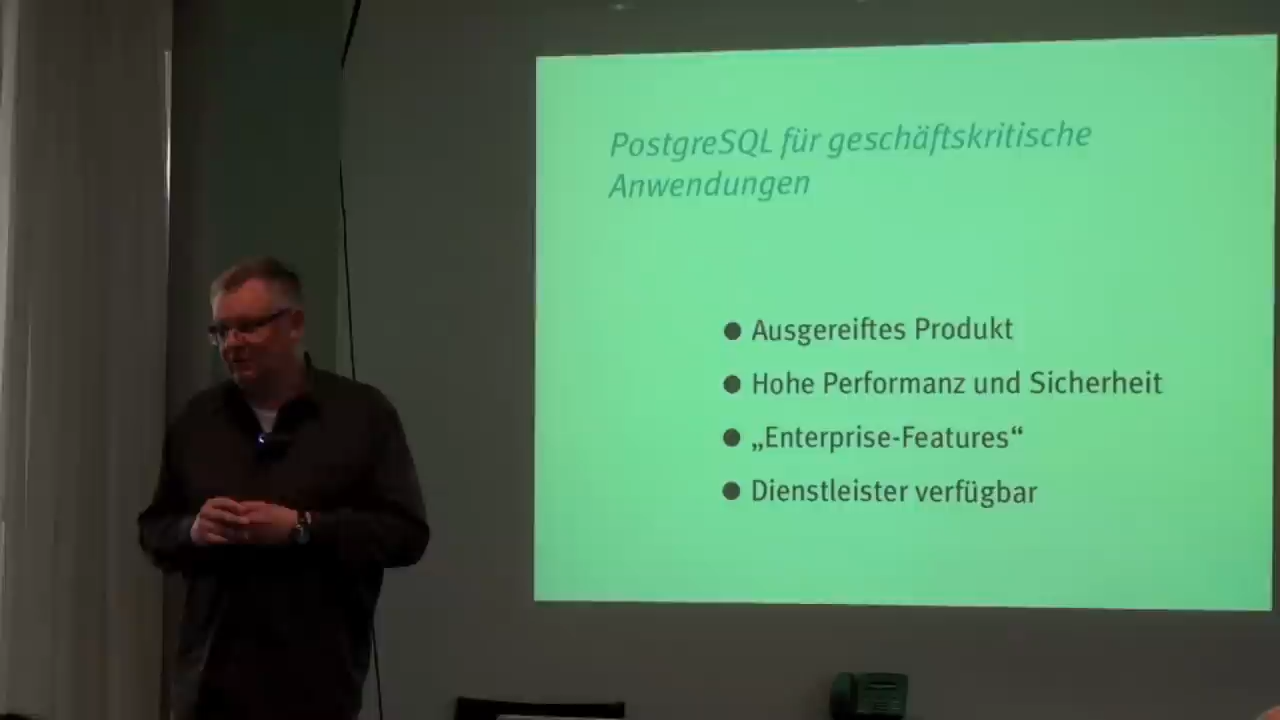 PostgreSQL für geschäftskritische
Anwendungen
● Ausgereiftes Produkt
● Hohe Performanz und Sicherheit
● „Enterprise-Features“
● Dienstleister verfügbar